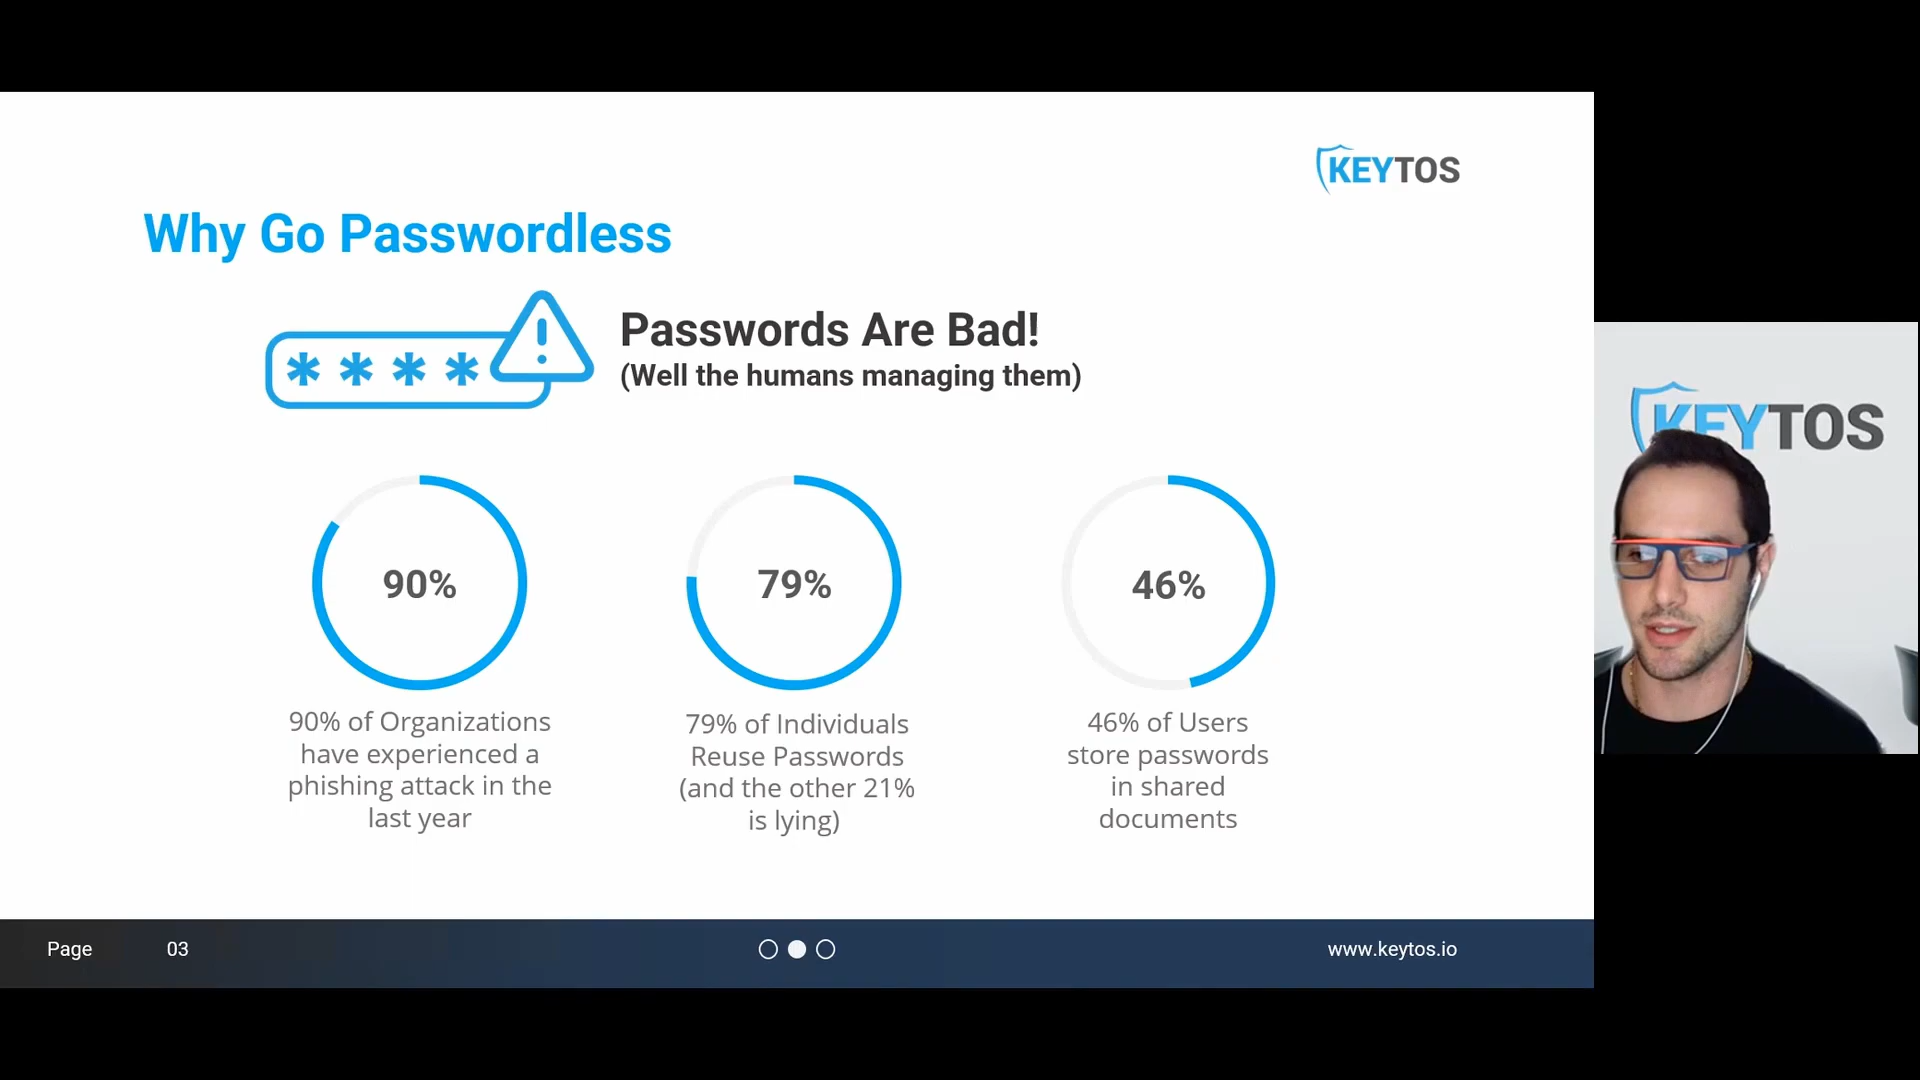 KEYTOS
Why Go Passwordless
Passwords Are Bad!
(Well the humans managing them)
* * * *
90%
79%
46%
90% of Organizations
have experienced a
phishing attack in the
last year
79% of Individuals
Reuse Passwords
(and the other 21%
is lying)
46% of Users
store passwords
in shared
documents
KEYTOS
Page 03
www.keytos.io